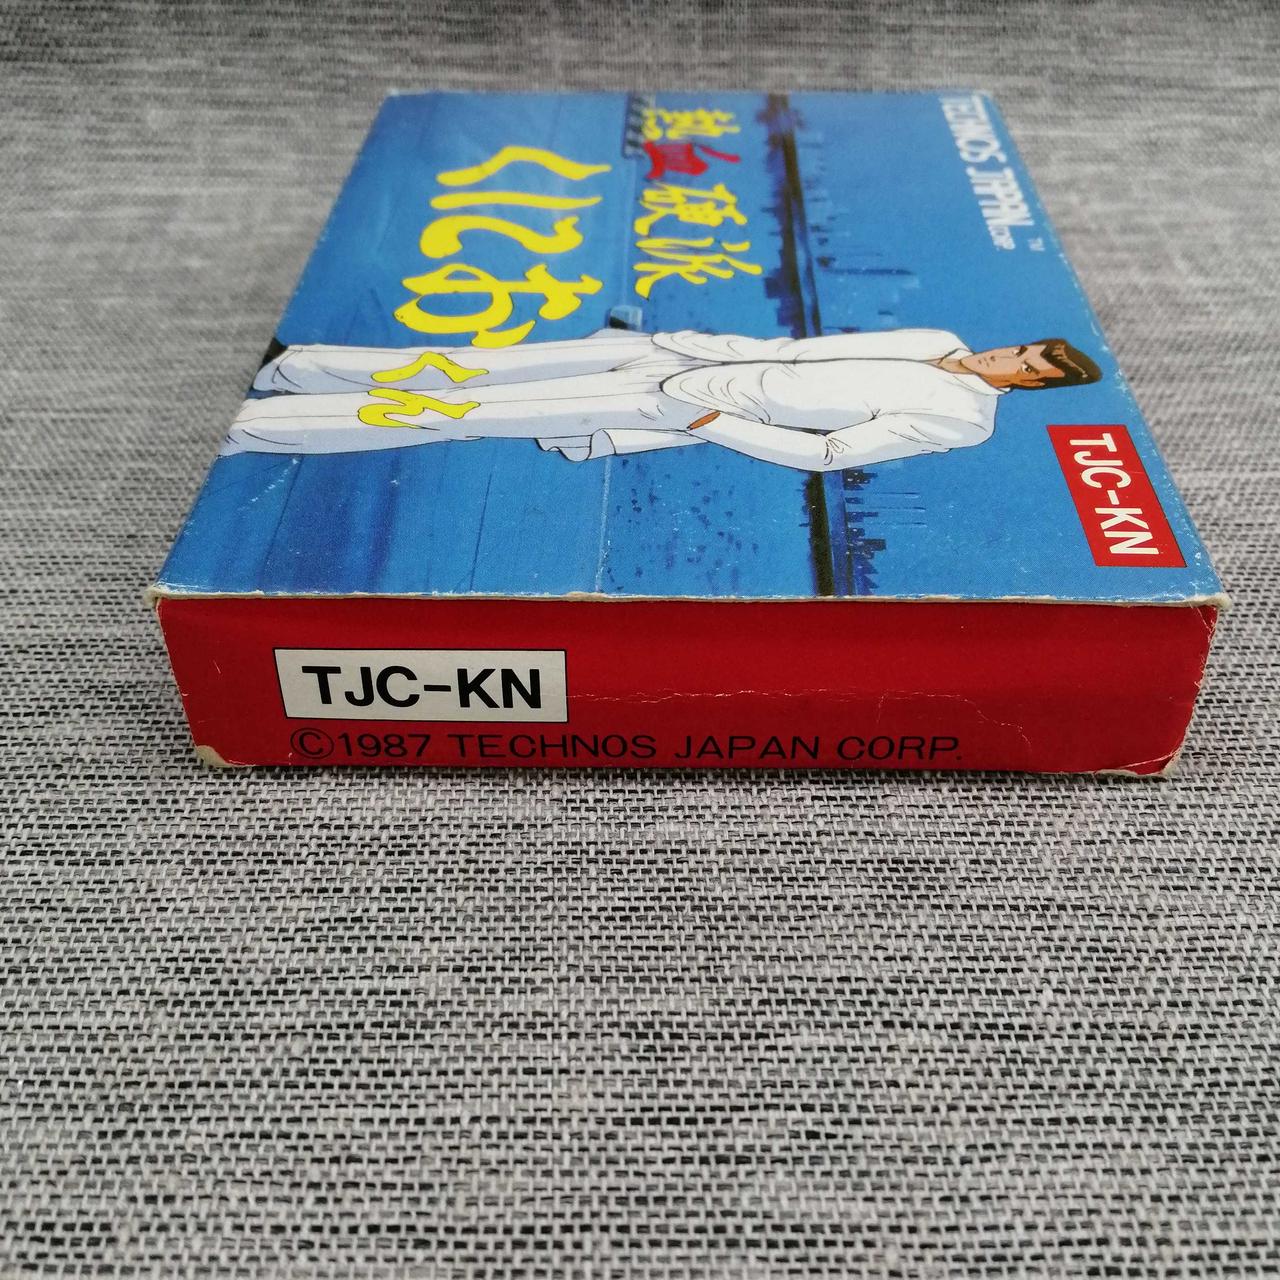 TECHNOS JAPAN CORP.
熱血硬派
くにおくん
TJC-KN
TJC-KN
©1987 TECHNOS JAPAN CORP.